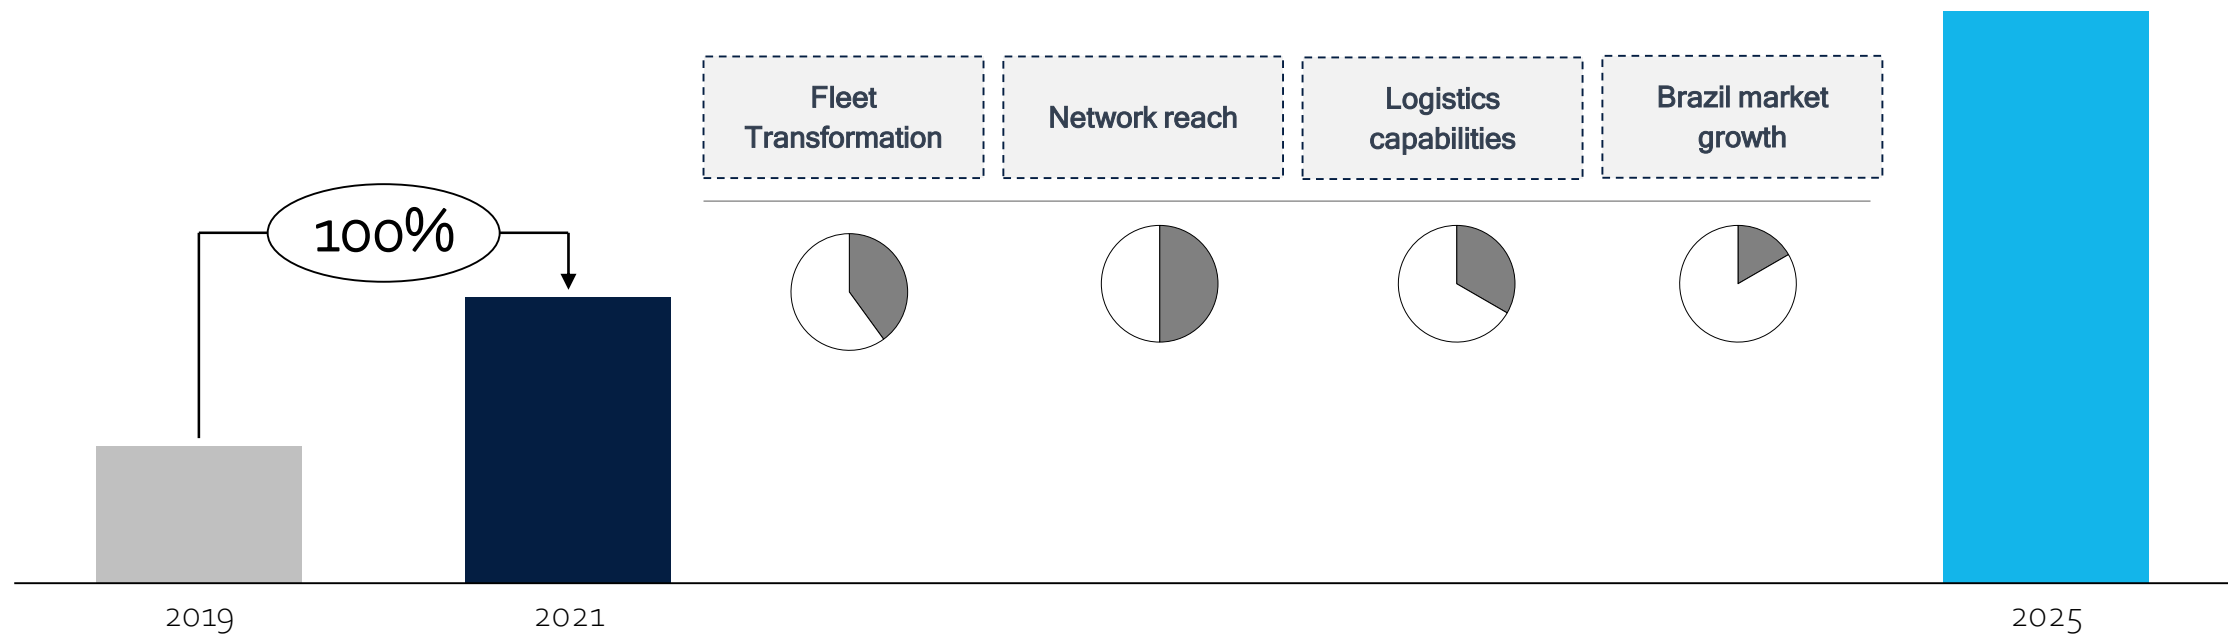 Fleet
Transformation
Network reach
Logistics
capabilities
Brazil market
growth
100%
2019
2021
2025